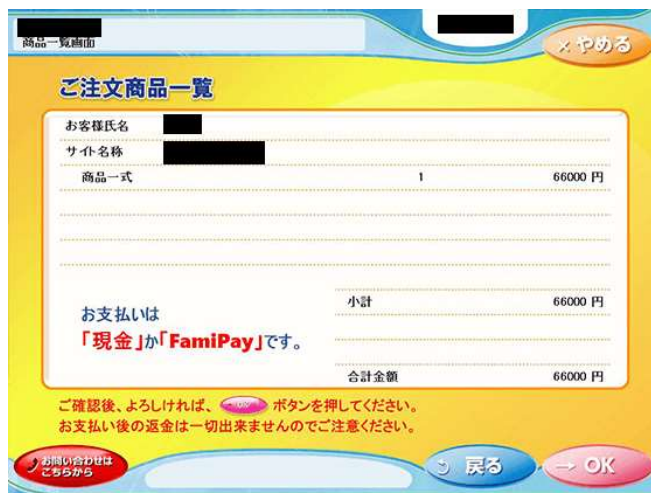 商品一覧画面
×やめる
ご注文商品一覧
お客様氏名
サイト名称
商品一式 1 66000 円
小計 66000 円
お支払いは
「現金」か「FamiPay」です。
合計金額 66000 円
ご確認後、よろしければ、 ボタンを押してください。
お支払い後の返金は一切出来ませんのでご注意ください。
お問い合わせは
こちらから
戻る
→ OK